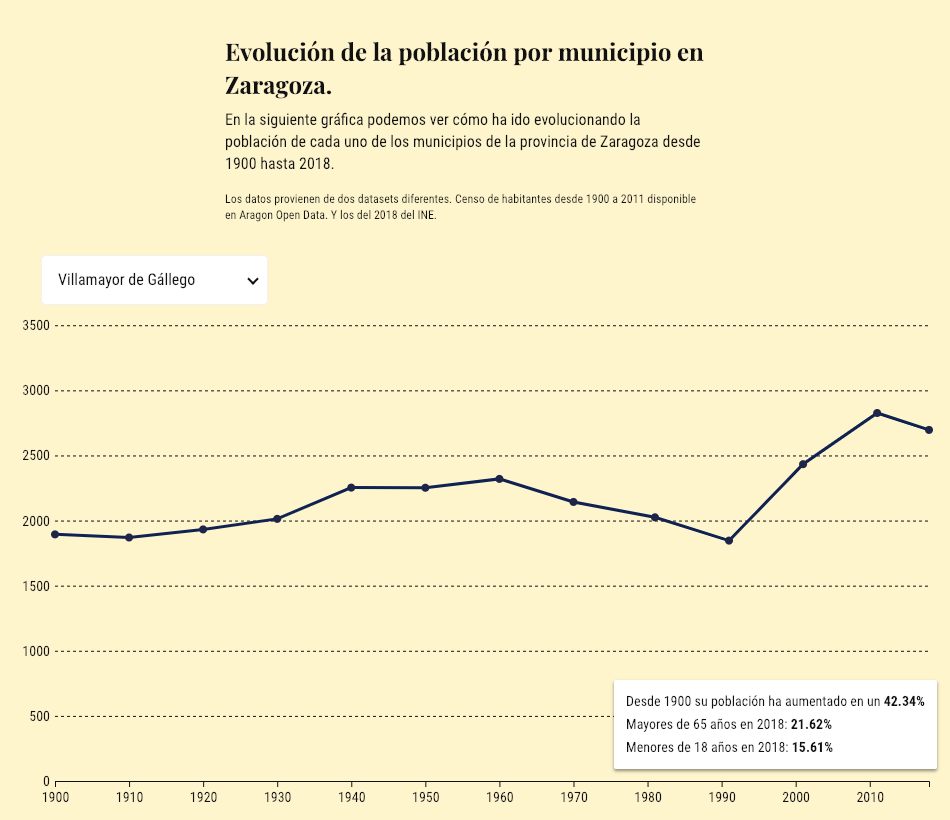 Evolución de la población por municipio en
Zaragoza.
En la siguiente gráfica podemos ver cómo ha ido evolucionando la
población de cada uno de los municipios de la provincia de Zaragoza desde
1900 hasta 2018.
Los datos provienen de dos datasets diferentes. Censo de habitantes desde 1900 a 2011 disponible
en Aragon Open Data. Y los del 2018 del INE.
Villamayor de Gállego
3500
3000
2500
2000
1500
1000
500
0
Desde 1900 su población ha aumentado en un 42.34%
Mayores de 65 años en 2018: 21.62%
Menores de 18 años en 2018: 15.61%
1900 1910 1920 1930 1940 1950 1960 1970 1980 1990 2000 2010